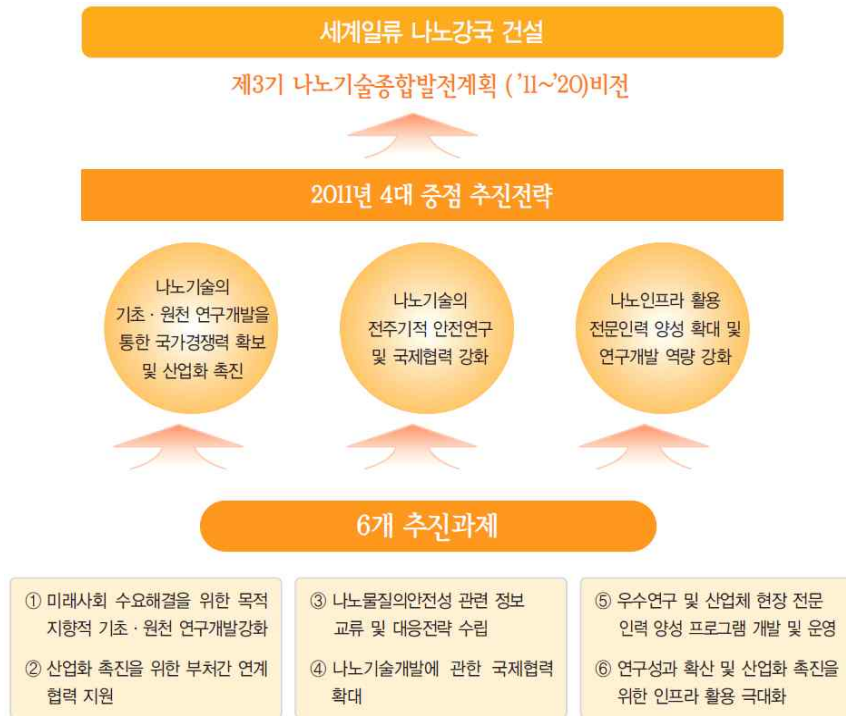 세계일류 나노강국 건설
제3기 나노기술종합발전계획 ('11~'20)비전
2011년 4대 중점 추진전략
나노기술의
기초 · 원천 연구개발을
통한 국가경쟁력 확보
및 산업화 촉진
나노기술의
전주기적 안전연구
및 국제협력 강화
나노인프라 활용
전문인력 양성 확대 및
연구개발 역량 강화
6개 추진과제
① 미래사회 수요해결을 위한 목적
지향적 기초 · 원천 연구개발강화
② 산업화 촉진을 위한 부처간 연계
협력 지원
③ 나노물질의안전성 관련 정보
교류 및 대응전략 수립
④ 나노기술개발에 관한 국제협력
확대
⑤ 우수연구 및 산업체 현장 전문
인력 양성 프로그램 개발 및 운영
⑥ 연구성과 확산 및 산업화 촉진을
위한 인프라 활용 극대화